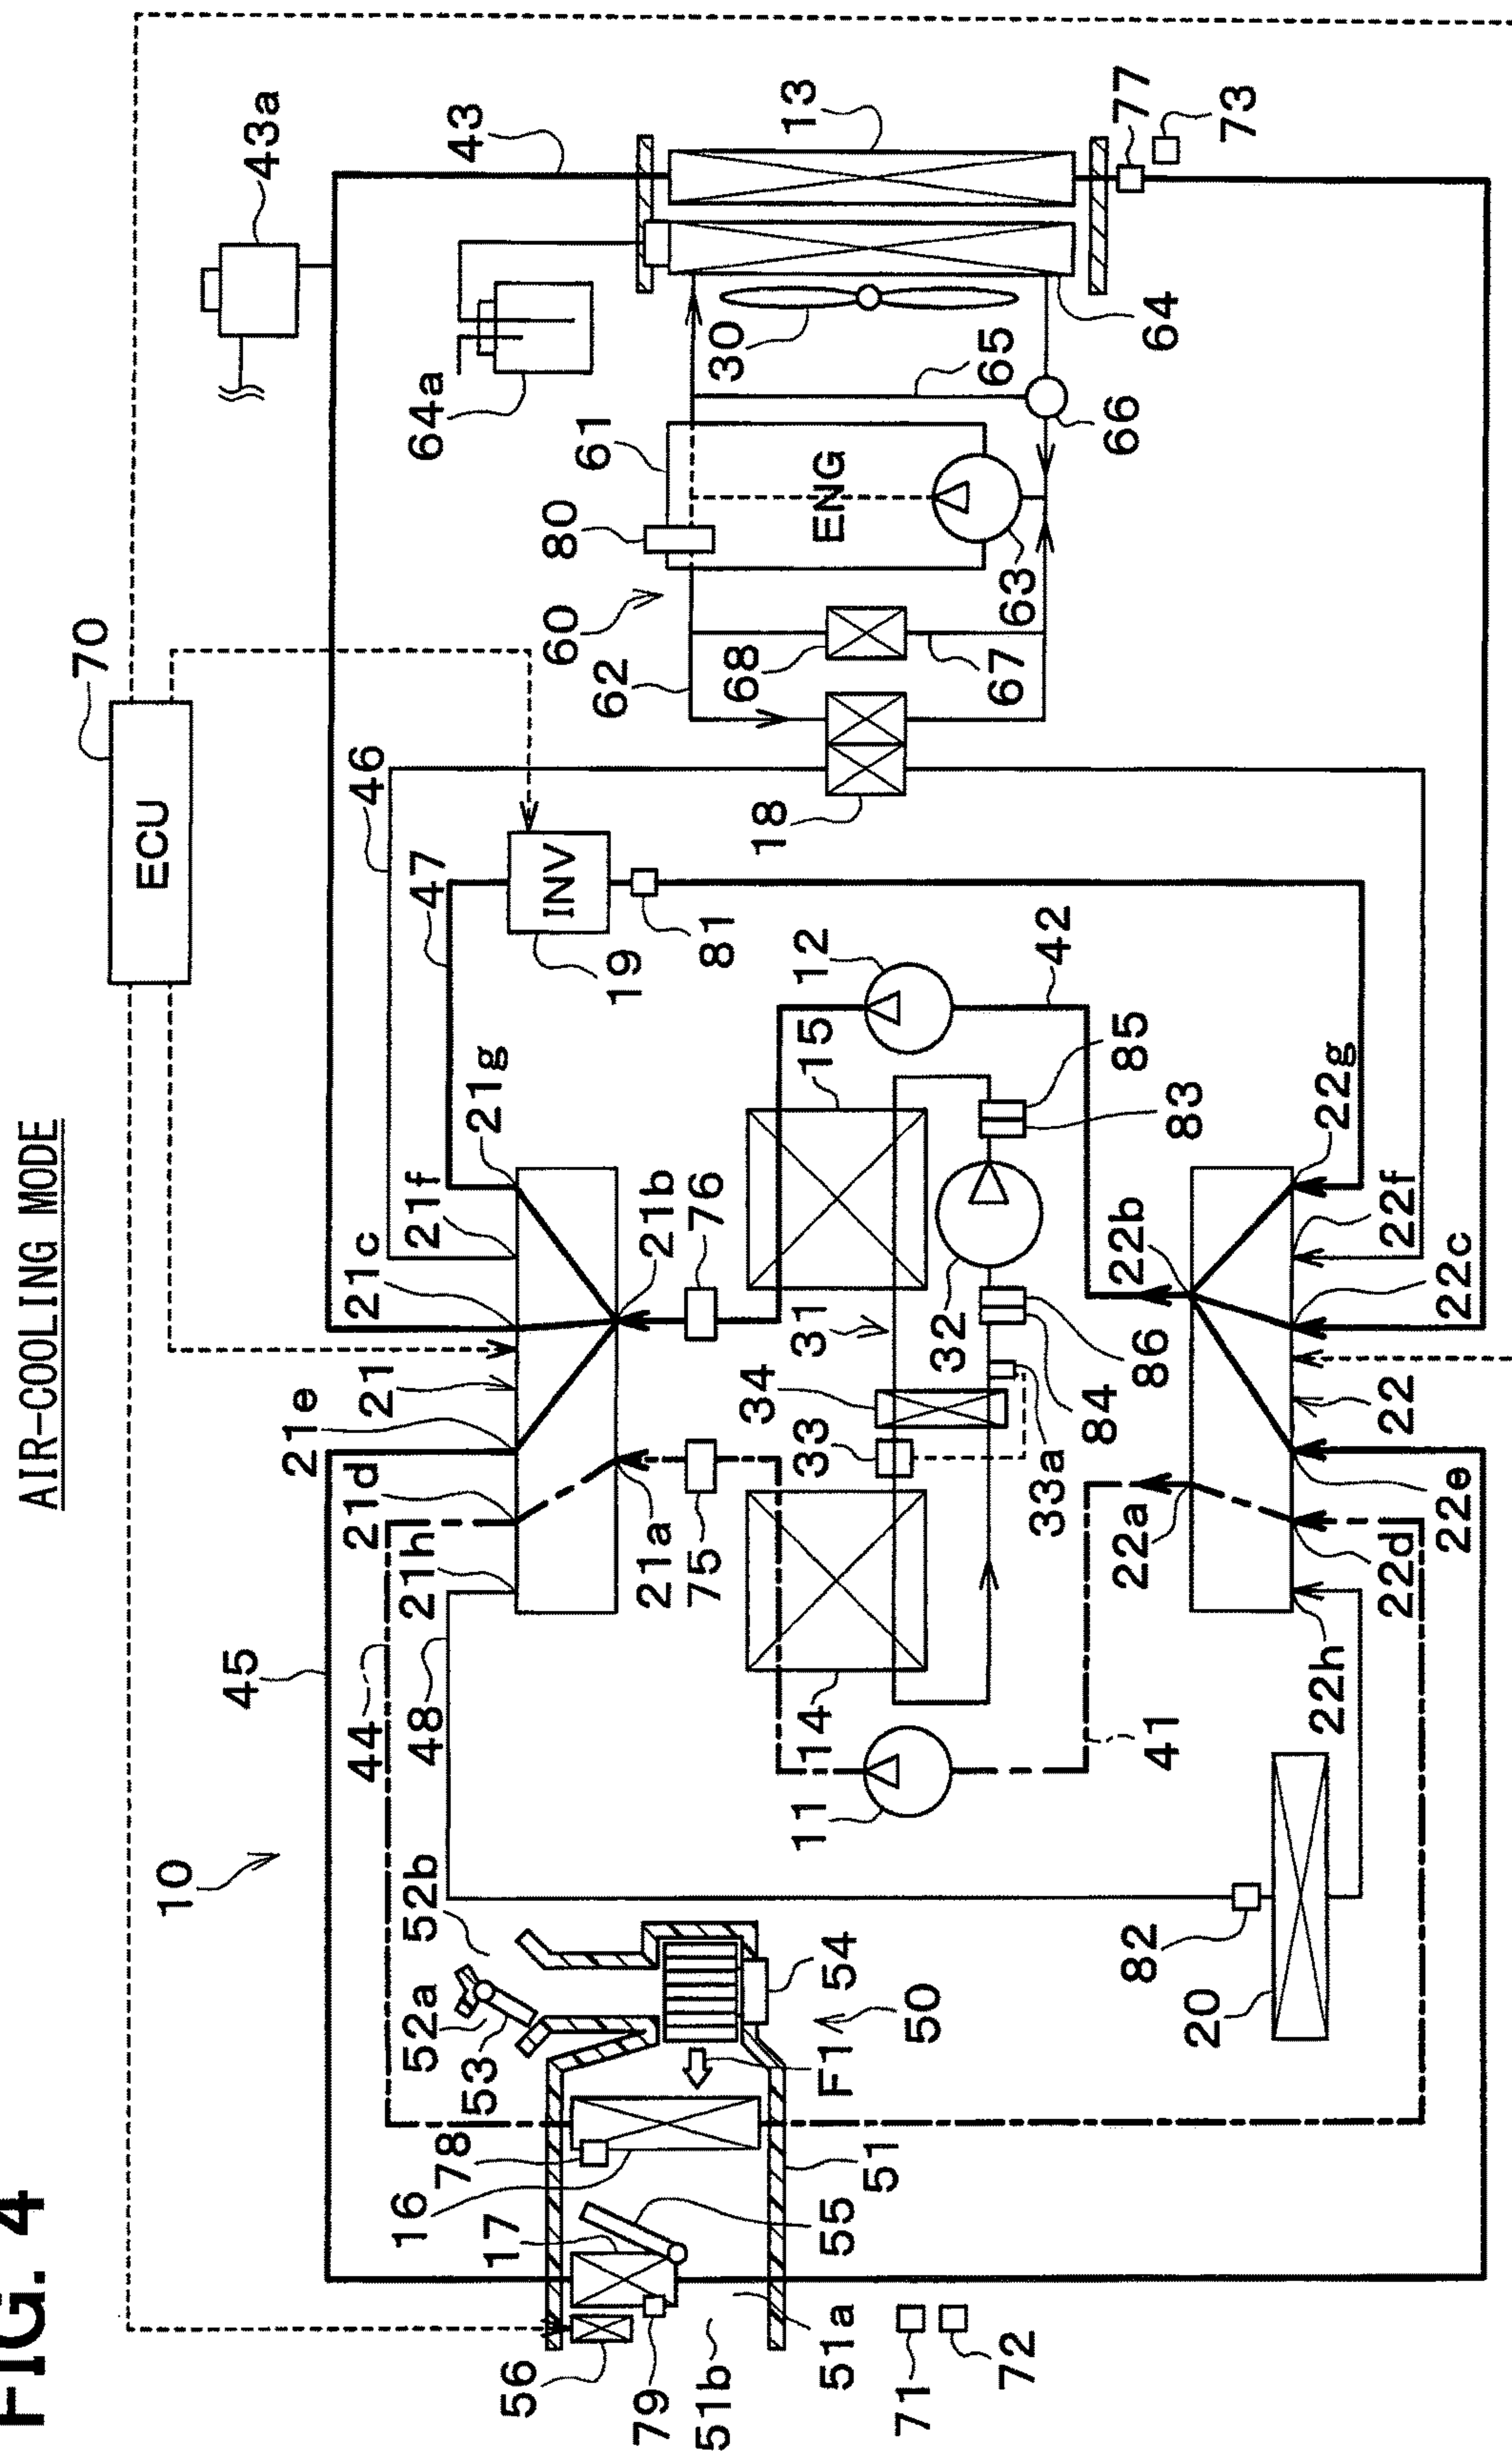 FIG. 4
AIR-COOLING MODE
70
ECU
43a
43
13
77
73
64a
30
65
64
66
61
80
ENG
60
63
62
68
67
46
18
47
INV
19
81
12
42
15
85
83
21g
21f
21c
21b
76
22b
22g
22f
31
32
86
22c
21
21e
34
84
22
21d
33
33a
21h
21a
75
22a
22e
22d
45
44
48
14
41
22h
11
10
52b
52a
53
54
50
82
20
F1
78
16
51
17
55
51a
56
79
51b
71
72